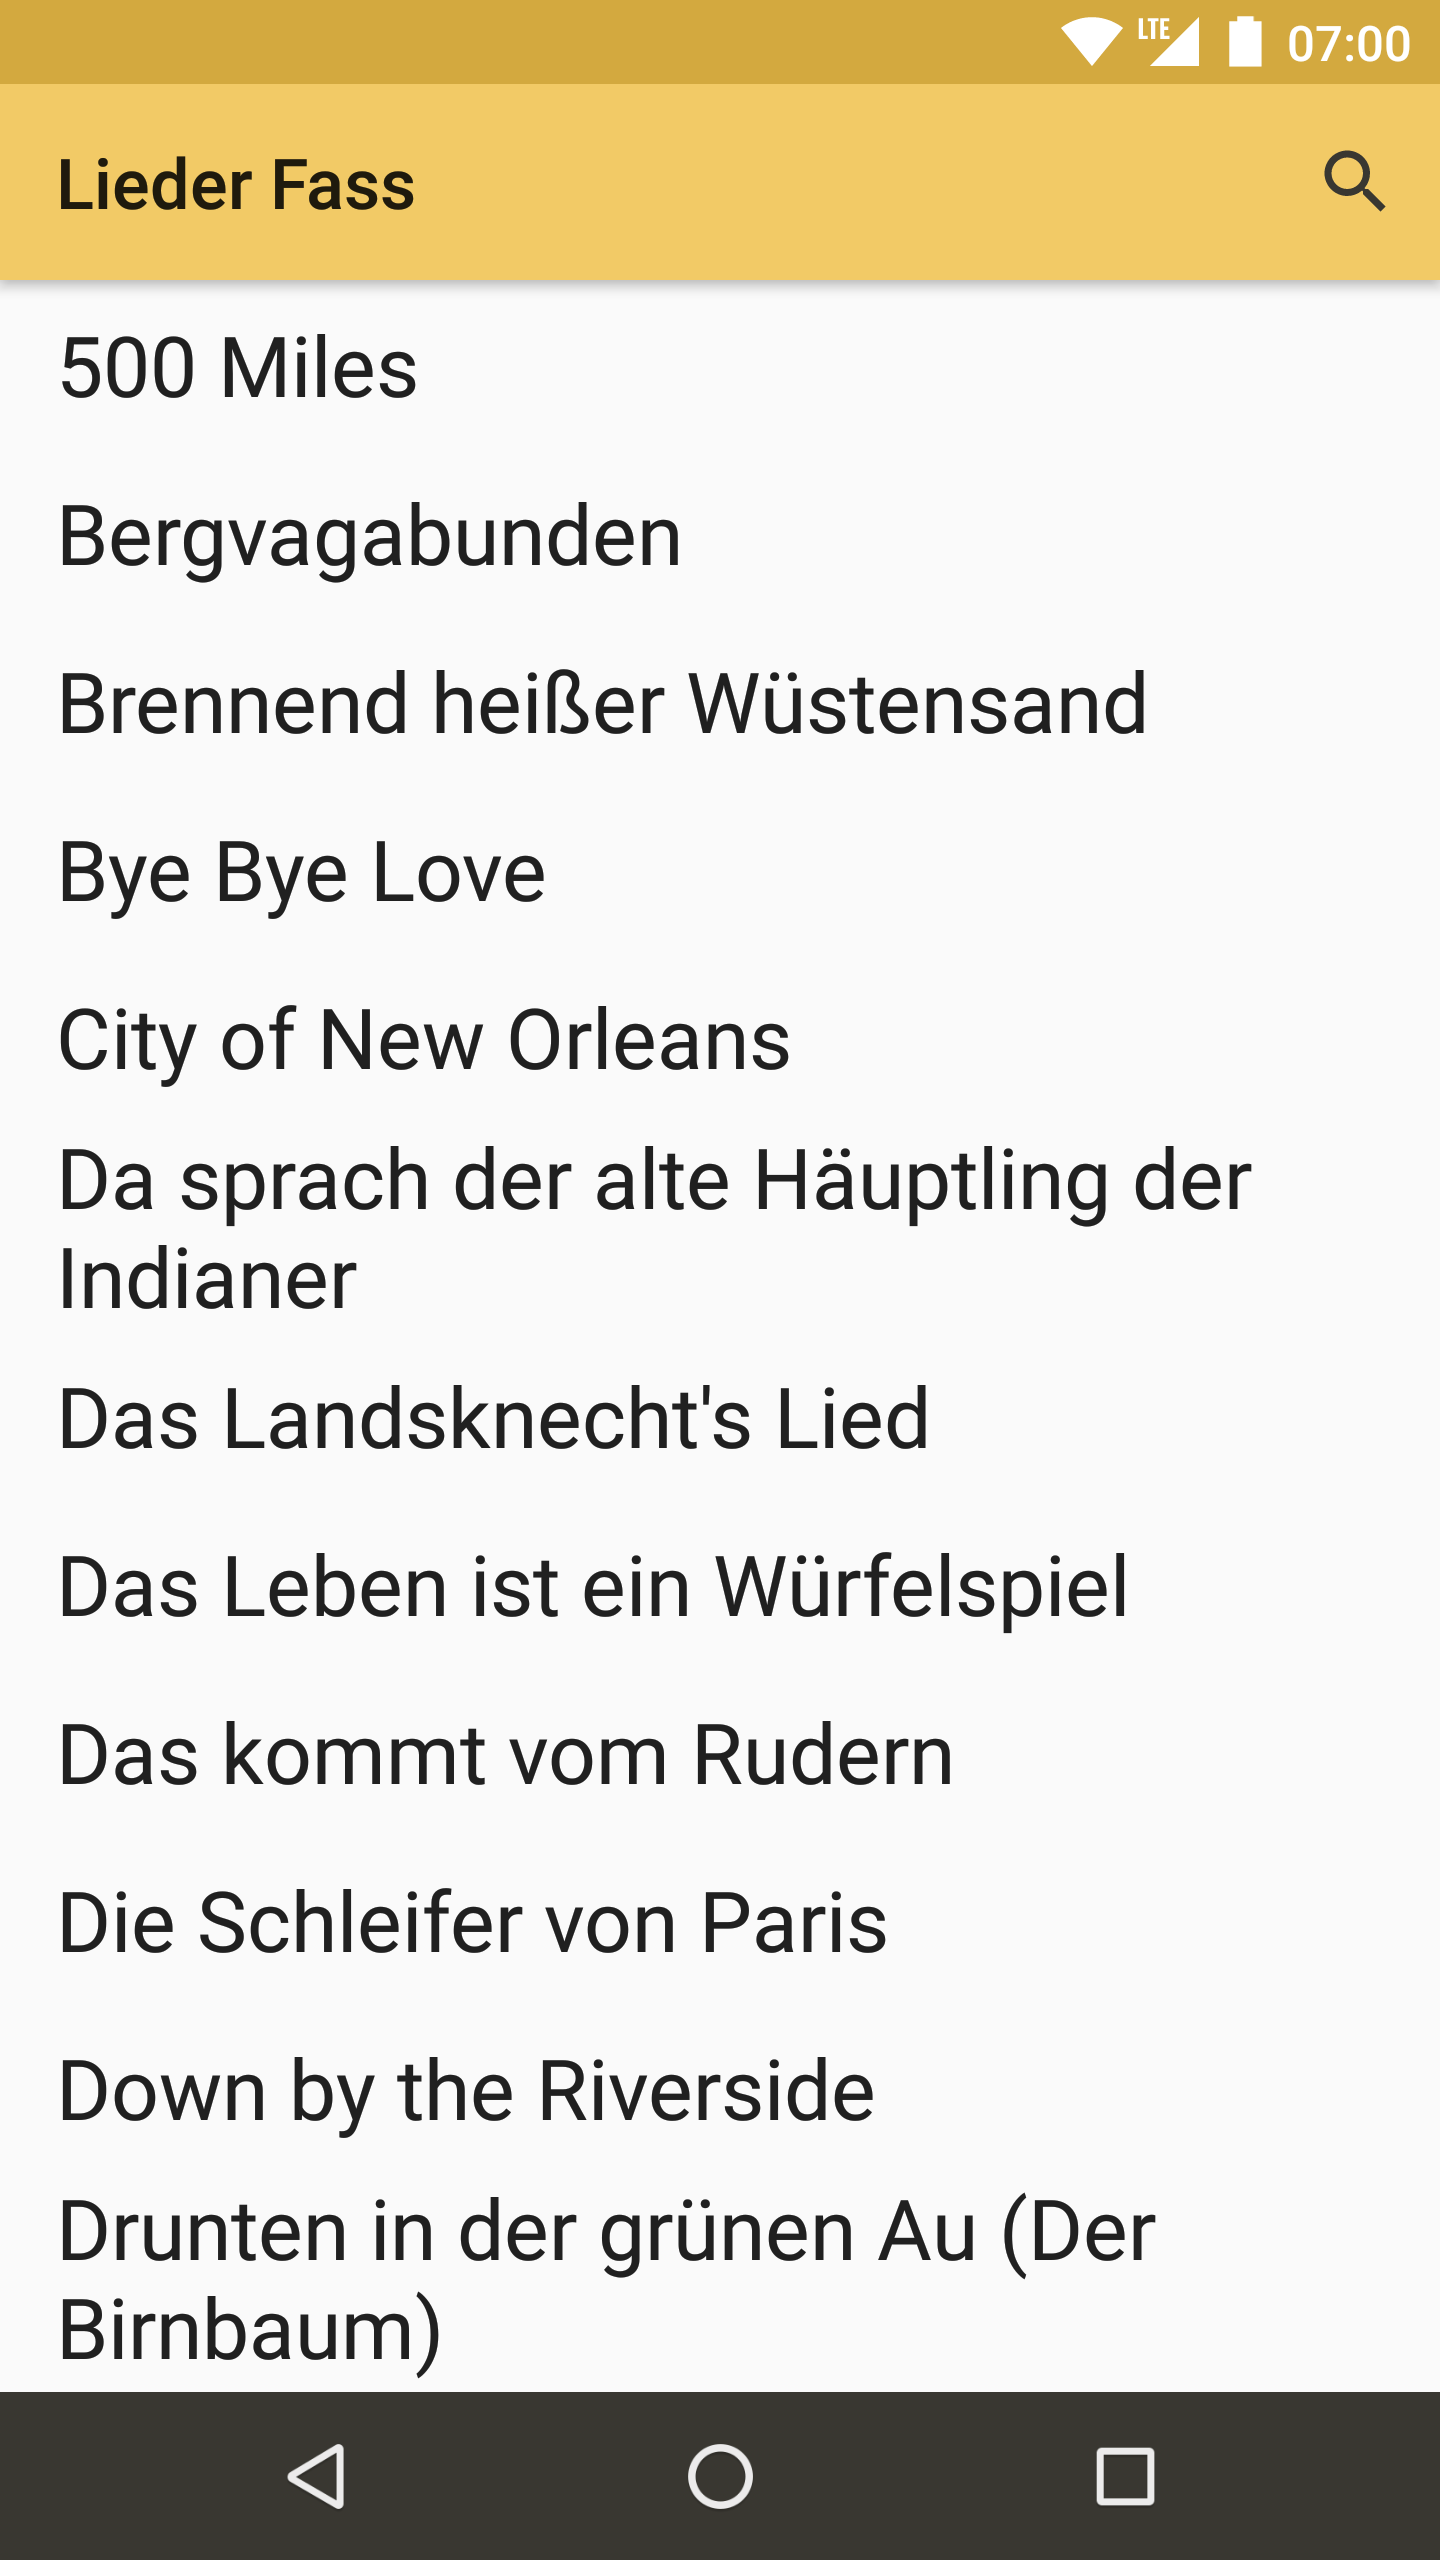 LTE 07:00
Lieder Fass
500 Miles
Bergvagabunden
Brennend heißer Wüstensand
Bye Bye Love
City of New Orleans
Da sprach der alte Häuptling der
Indianer
Das Landsknecht's Lied
Das Leben ist ein Würfelspiel
Das kommt vom Rudern
Die Schleifer von Paris
Down by the Riverside
Drunten in der grünen Au (Der
Birnbaum)